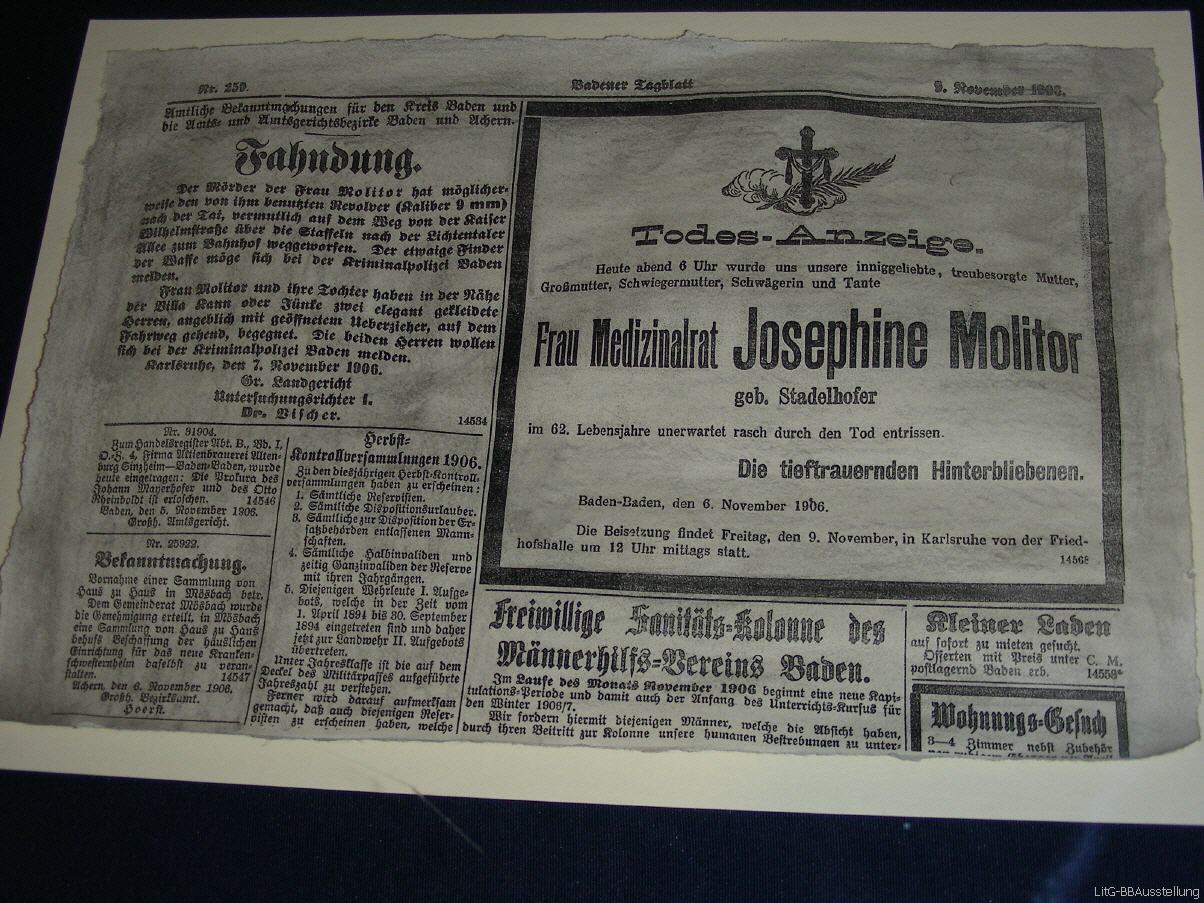 Nr. 259.
Badener Tagblatt
9. November 1906.
Amtliche Bekanntmachungen für den Kreis Baden und
die Amts- und Amtsgerichtsbezirke Baden und Achern.
Fahndung.
Der Mörder der Frau Molitor hat möglicher-
weise den von ihm benutzten Revolver (Kaliber 9 mm)
nach der Tat, vermutlich auf dem Weg von der Kaiser
Wilhelmstraße über die Staffeln nach der Lichtentaler
Allee zum Bahnhof weggeworfen. Der etwaige Finder
der Waffe möge sich bei der Kriminalpolizei Baden
melden.
Frau Molitor und ihre Tochter haben in der Nähe
der Villa Kann oder Jünke zwei elegant gekleidete
Herren, angeblich mit geöffnetem Ueberzieher, auf dem
Fahrweg gehend, begegnet. Die beiden Herren wollen
sich bei der Kriminalpolizei Baden melden.
Karlsruhe, den 7. November 1906.
Gr. Landgericht
Untersuchungsrichter I.
Dr. Vischer.
14534
Nr. 31904.
Zum Handelsregister Abt. B., Bd. I,
O.-Z. 4, Firma Aktienbrauerei Alten-
burg Sinzheim—Baden-Baden, wurde
heute eingetragen: Die Prokura des
Johann Mayerhofer und des Otto
Rheinboldt ist erloschen. 14546
Baden, den 5. November 1906.
Großh. Amtsgericht.
Nr. 25922.
Bekanntmachung.
Vornahme einer Sammlung von
Haus zu Haus in Mösbach betr.
Dem Gemeinderat Mösbach wurde
die Genehmigung erteilt, in Mösbach
eine Sammlung von Haus zu Haus
behufs Beschaffung der häuslichen
Einrichtung für das neue Kranken-
schwesternheim daselbst zu veran-
stalten. 14547
Achern, den 6. November 1906.
Großh. Bezirksamt.
Hoerst.
Herbst-
Kontrollversammlungen 1906.
Zu den diesjährigen Herbst-Kontroll-
versammlungen haben zu erscheinen:
1. Sämtliche Reservisten.
2. Sämtliche Dispositionsurlauber.
3. Sämtliche zur Disposition der Er-
satzbehörden entlassenen Mann-
schaften.
4. Sämtliche Halbinvaliden und
zeitig Ganzinvaliden der Reserve
mit ihren Jahrgängen.
5. Diejenigen Wehrleute I. Aufge-
bots, welche in der Zeit vom
1. April 1894 bis 30. September
1894 eingetreten sind und daher
jetzt zur Landwehr II. Aufgebots
übertreten.
Unter Jahresklasse ist die auf dem
Deckel des Militärpasses aufgeführte
Jahreszahl zu verstehen.
Ferner wird darauf aufmerksam
gemacht, daß auch diejenigen Reser-
visten zu erscheinen haben, welche
Todes-Anzeige.
Heute abend 6 Uhr wurde uns unsere inniggeliebte, treubesorgte Mutter,
Großmutter, Schwiegermutter, Schwägerin und Tante
Frau Medizinalrat Josephine Molitor
geb. Stadelhofer
im 62. Lebensjahre unerwartet rasch durch den Tod entrissen.
Die tieftrauernden Hinterbliebenen.
Baden-Baden, den 6. November 1906.
Die Beisetzung findet Freitag, den 9. November, in Karlsruhe von der Fried-
hofshalle um 12 Uhr mittags statt.
14568
Freiwillige Sanitäts-Kolonne des
Männerhilfs-Vereins Baden.
Im Laufe des Monats November 1906 beginnt eine neue Kapi-
tulations-Periode und damit auch der Anfang des Unterrichts-Kursus für
den Winter 1906/7.
Wir fordern hiermit diejenigen Männer, welche die Absicht haben,
durch ihren Beitritt zur Kolonne unsere humanen Bestrebungen zu unter-
Kleiner Laden
auf sofort zu mieten gesucht.
Offerten mit Preis unter C. M.
postlagernd Baden erb. 14558*
Wohnungs-Gesuch
3—4 Zimmer nebst Zubehör
LitG-BBAusstellung